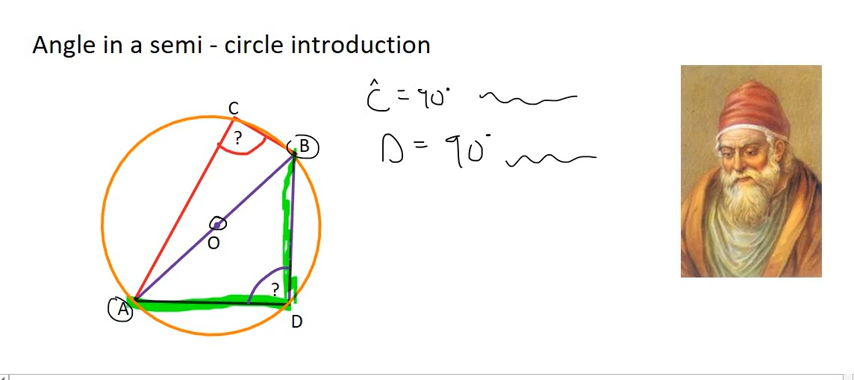 Angle in a semi - circle introduction
Ĉ = 90°
D = 90°
C
?
B
O
A
?
D